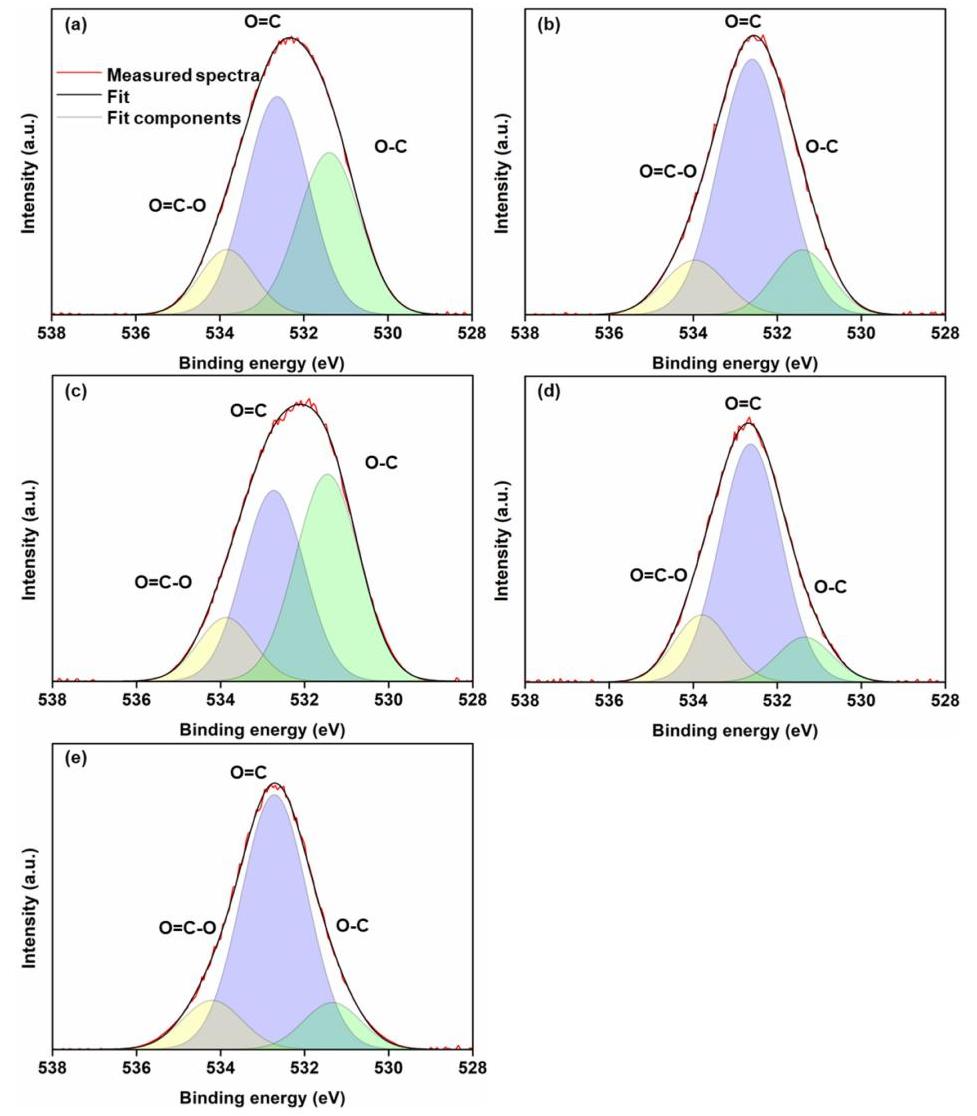 (a)
O=C
Measured spectra
Fit
Fit components
O-C
O=C-O
Intensity (a.u.)
538 536 534 532 530 528
Binding energy (eV)
(b)
O=C
O-C
O=C-O
Intensity (a.u.)
538 536 534 532 530 528
Binding energy (eV)
(c)
O=C
O-C
O=C-O
Intensity (a.u.)
538 536 534 532 530 528
Binding energy (eV)
(d)
O=C
O=C-O
O-C
Intensity (a.u.)
538 536 534 532 530 528
Binding energy (eV)
(e)
O=C
O=C-O
O-C
Intensity (a.u.)
538 536 534 532 530 528
Binding energy (eV)